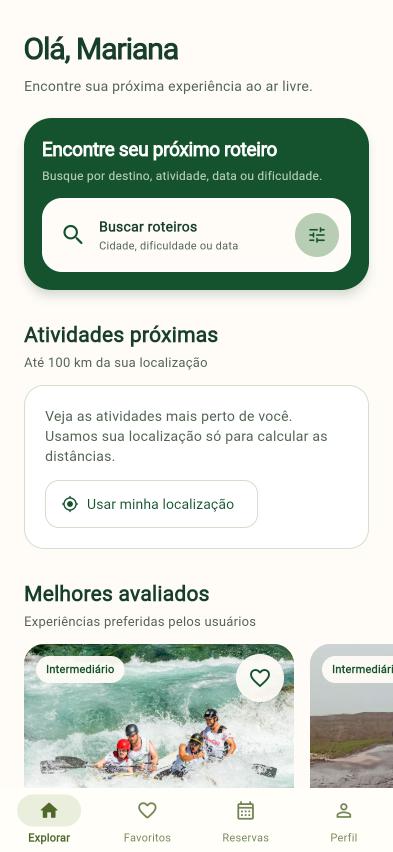 Olá, Mariana
Encontre sua próxima experiência ao ar livre.
Encontre seu próximo roteiro
Busque por destino, atividade, data ou dificuldade.
Buscar roteiros
Cidade, dificuldade ou data
Atividades próximas
Até 100 km da sua localização
Veja as atividades mais perto de você.
Usamos sua localização só para calcular as
distâncias.
Usar minha localização
Melhores avaliados
Experiências preferidas pelos usuários
Intermediário
Intermediári
Explorar
Favoritos
Reservas
Perfil